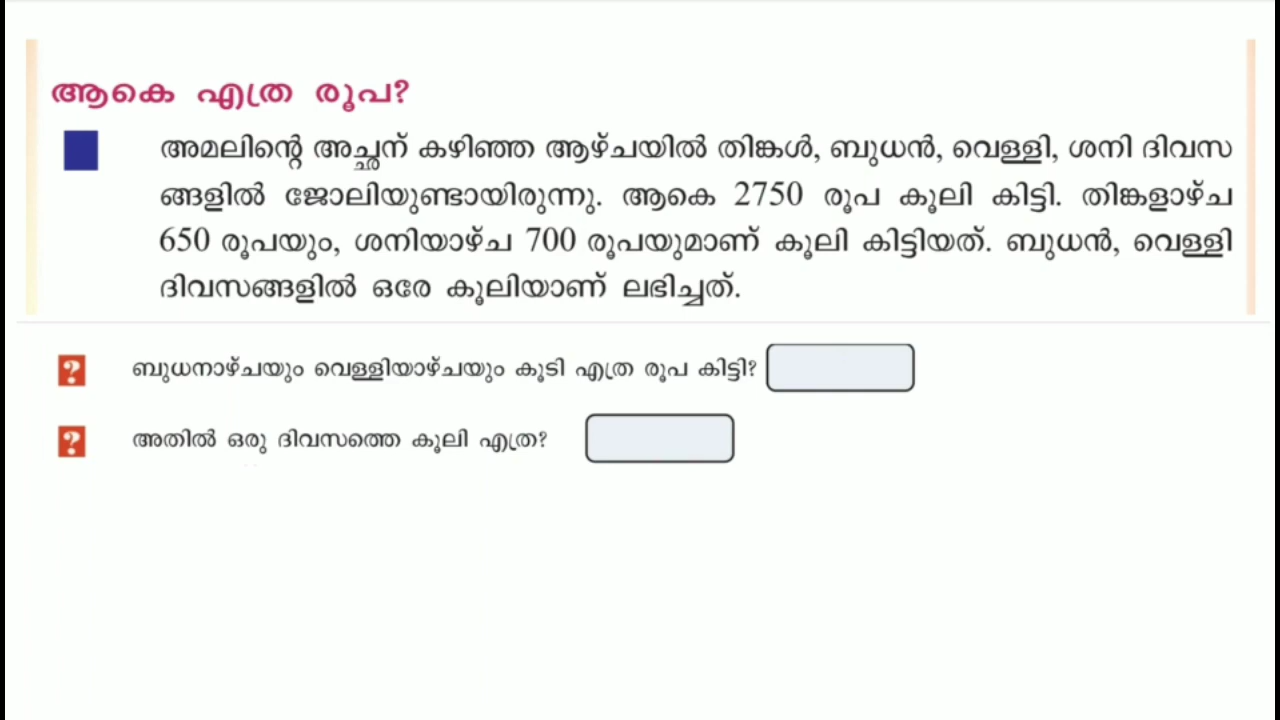 ആകെ എത്ര രൂപ?
അമലിന്റെ അച്ഛന് കഴിഞ്ഞ ആഴ്ചയിൽ തിങ്കൾ, ബുധൻ, വെള്ളി, ശനി ദിവസ
ങ്ങളിൽ ജോലിയുണ്ടായിരുന്നു. ആകെ 2750 രൂപ കൂലി കിട്ടി. തിങ്കളാഴ്ച
650 രൂപയും, ശനിയാഴ്ച 700 രൂപയുമാണ് കൂലി കിട്ടിയത്. ബുധൻ, വെള്ളി
ദിവസങ്ങളിൽ ഒരേ കൂലിയാണ് ലഭിച്ചത്.
? ബുധനാഴ്ചയും വെള്ളിയാഴ്ചയും കൂടി എത്ര രൂപ കിട്ടി?
? അതിൽ ഒരു ദിവസത്തെ കൂലി എത്ര?